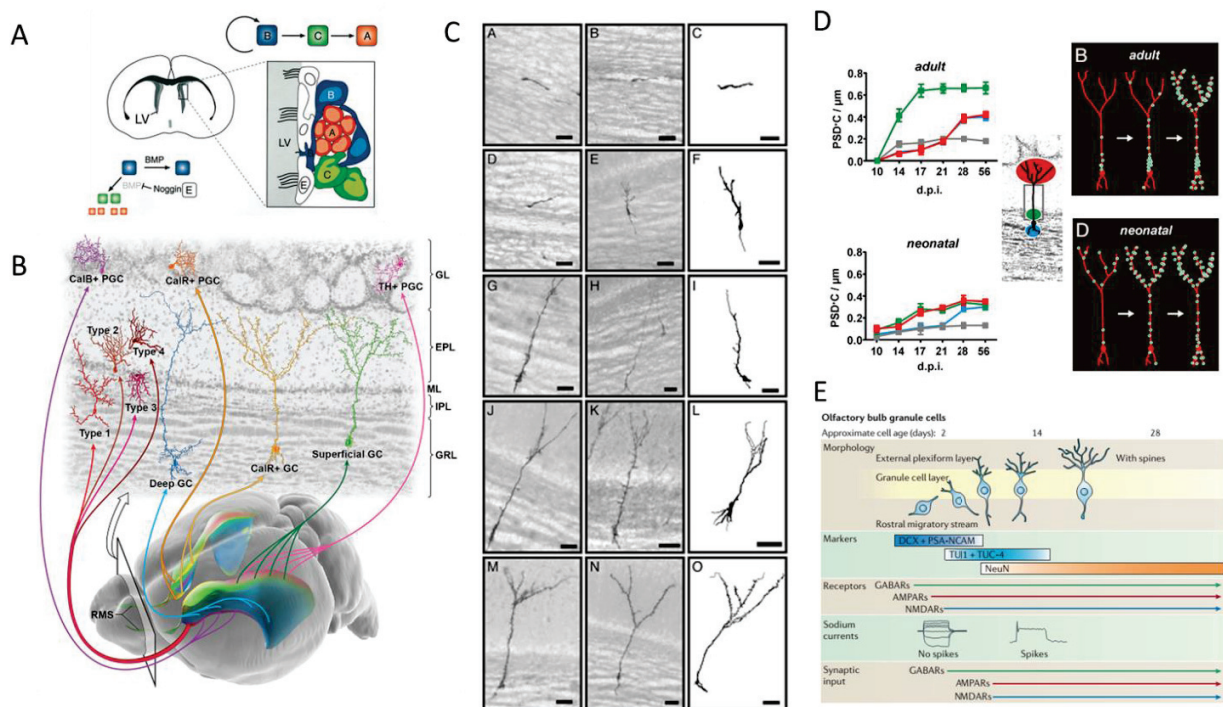 A
B
C
A
LV
BMP
BMP
Noggin
E
LV
B
A
C
E
B
CalB+ PGC
CalR+ PGC
TH+ PGC
GL
Type 2
Type 4
EPL
Type 3
ML
IPL
Type 1
Deep GC
CalR+ GC
Superficial GC
GRL
RMS
C
A
B
C
D
E
F
G
H
I
J
K
L
M
N
O
D
adult
PSD+C / µm
0.8
0.6
0.4
0.2
0.0
10 14 17 21 28 56
d.p.i.
neonatal
PSD+C / µm
0.8
0.6
0.4
0.2
0.0
10 14 17 21 28 56
d.p.i.
B
adult
D
neonatal
E
Olfactory bulb granule cells
Approximate cell age (days): 2 14 28
Morphology
External plexiform layer
With spines
Granule cell layer
Rostral migratory stream
Markers
DCX + PSA-NCAM
TUJ1 + TUC-4
NeuN
Receptors
GABARs
AMPARs
NMDARs
Sodium currents
No spikes
Spikes
Synaptic input
GABARs
AMPARs
NMDARs